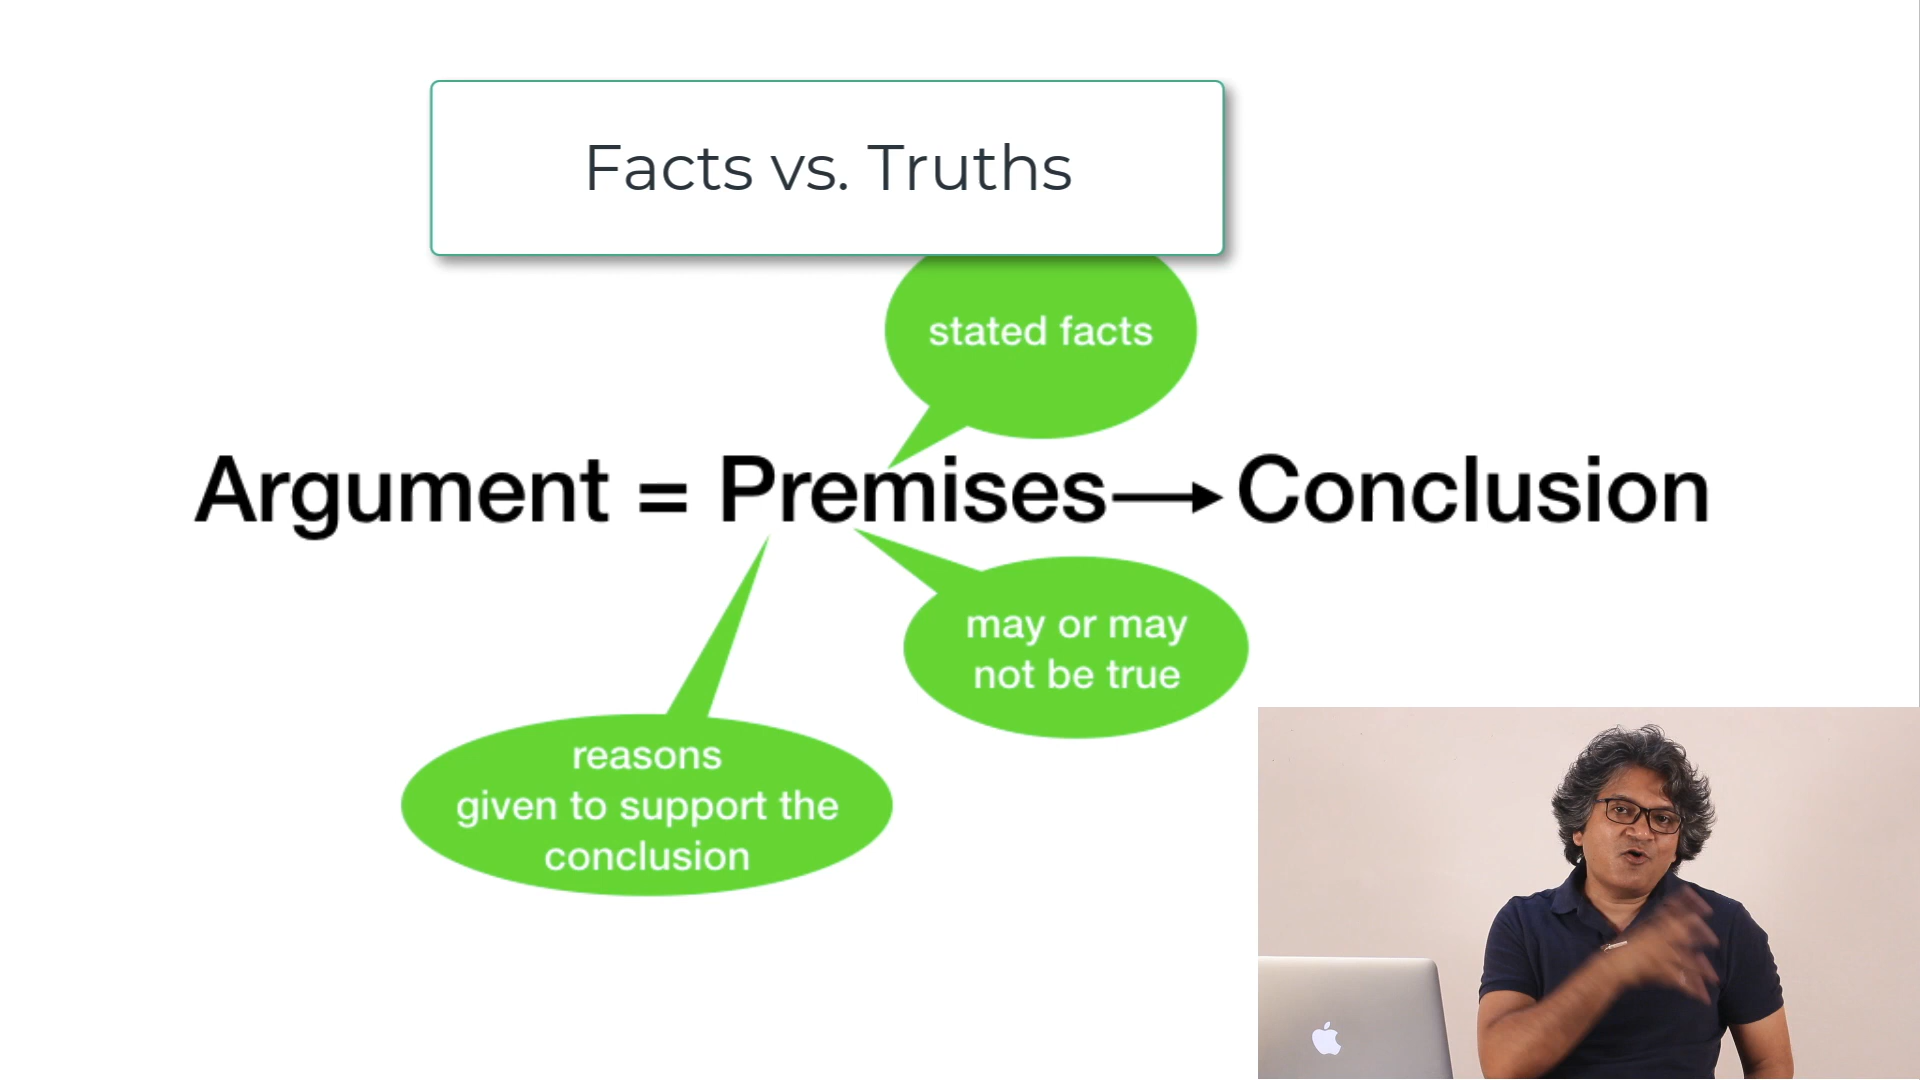 Facts vs. Truths
stated facts
Argument = Premises → Conclusion
may or may
not be true
reasons
given to support the
conclusion